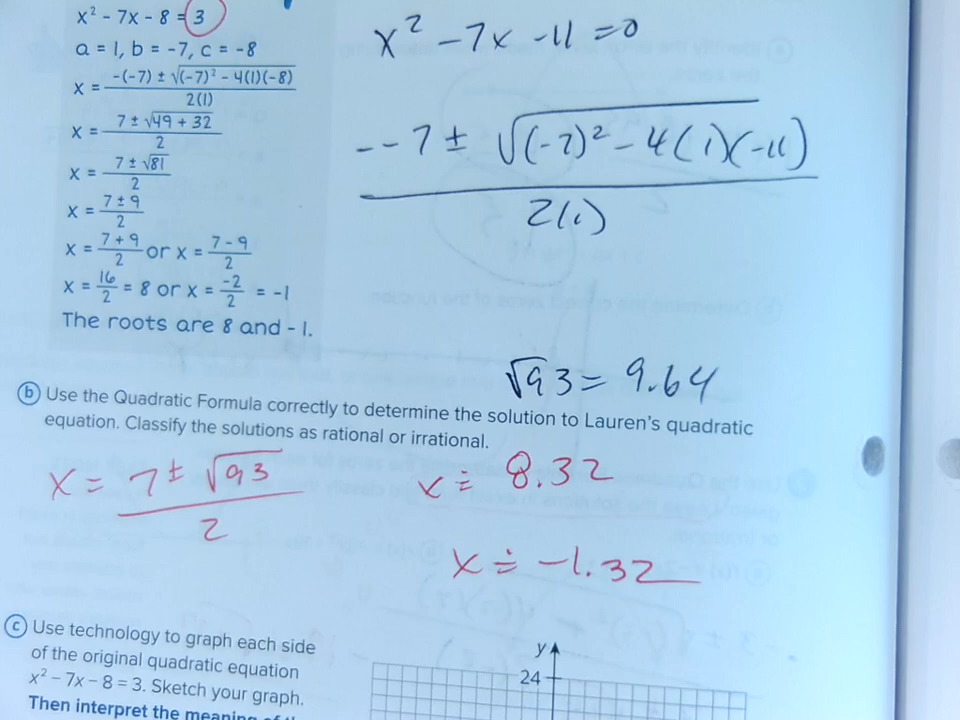 x² - 7x - 8 = 3
a = 1, b = -7, c = -8
x = -(-7) ± √(-7)² - 4(1)(-8) / 2(1)
x = 7 ± √49 + 32 / 2
x = 7 ± √81 / 2
x = 7 ± 9 / 2
x = 7 + 9 / 2 or x = 7 - 9 / 2
x = 16 / 2 = 8 or x = -2 / 2 = -1
The roots are 8 and -1.
x² - 7x - 11 = 0
- - 7 ± √(-7)² - 4(1)(-11) / 2(1)
√93 = 9.64
b Use the Quadratic Formula correctly to determine the solution to Lauren's quadratic
equation. Classify the solutions as rational or irrational.
x = 7 ± √93 / 2
x ≐ 8.32
x ≐ -1.32
c Use technology to graph each side
of the original quadratic equation
x² - 7x - 8 = 3. Sketch your graph.
Then interpret the meaning of
y
24